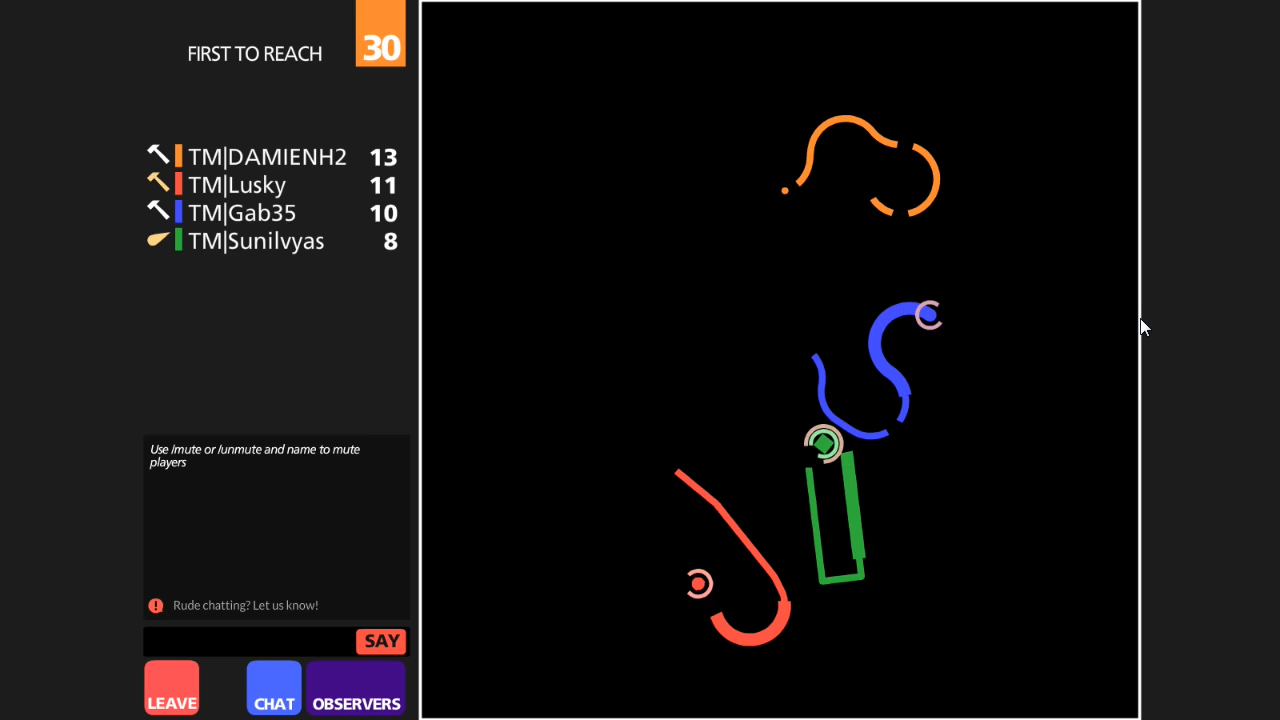 FIRST TO REACH 30
TM|DAMIENH2 13
TM|Lusky 11
TM|Gab35 10
TM|Sunilvyas 8
Use /mute or /unmute and name to mute
players
Rude chatting? Let us know!
SAY
LEAVE CHAT OBSERVERS